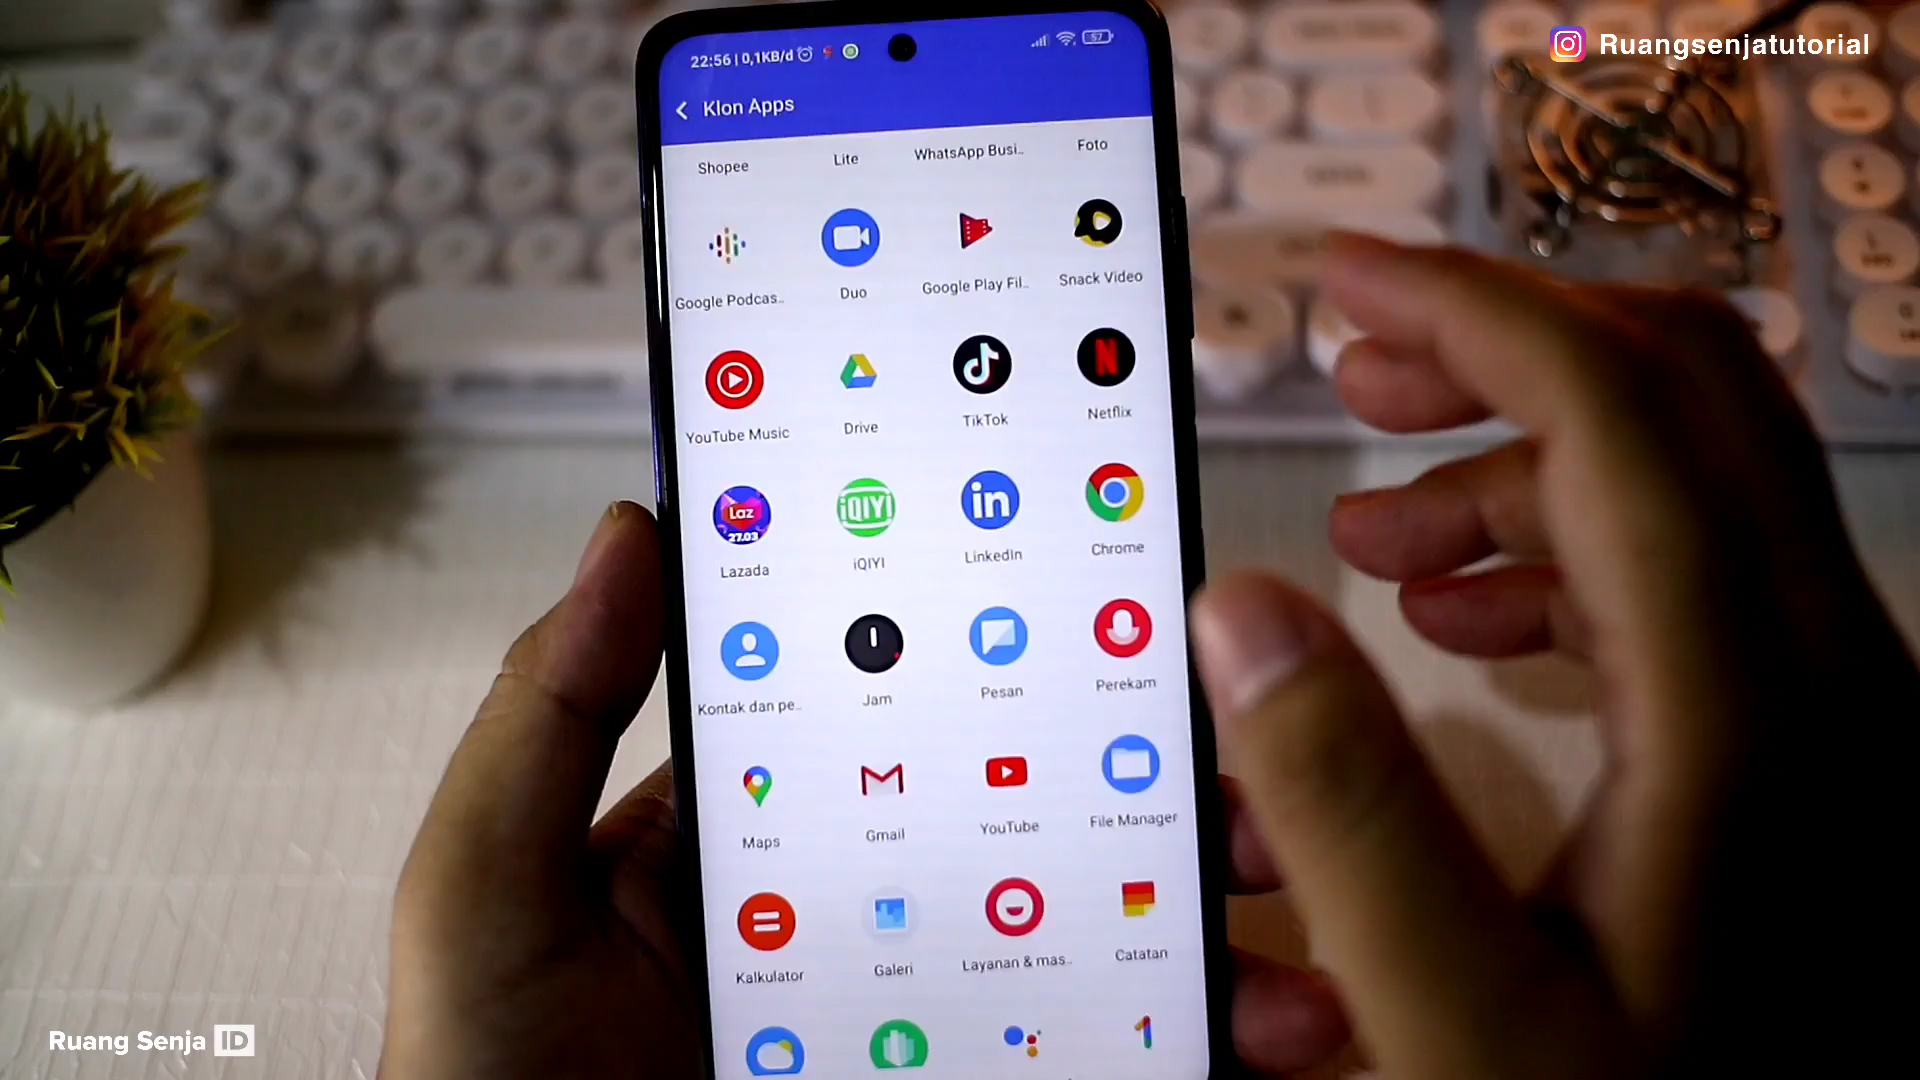 Ruangsenjatutorial
22:56 | 0,1KB/d
57
Klon Apps
Shopee
Lite
WhatsApp Busi..
Foto
Google Podcas..
Duo
Google Play Fil..
Snack Video
YouTube Music
Drive
TikTok
Netflix
Laz
27.03
iQIYI
in
Lazada
iQIYI
LinkedIn
Chrome
Kontak dan pe..
Jam
Pesan
Perekam
Maps
Gmail
YouTube
File Manager
Kalkulator
Galeri
Layanan & mas..
Catatan
Ruang Senja ID